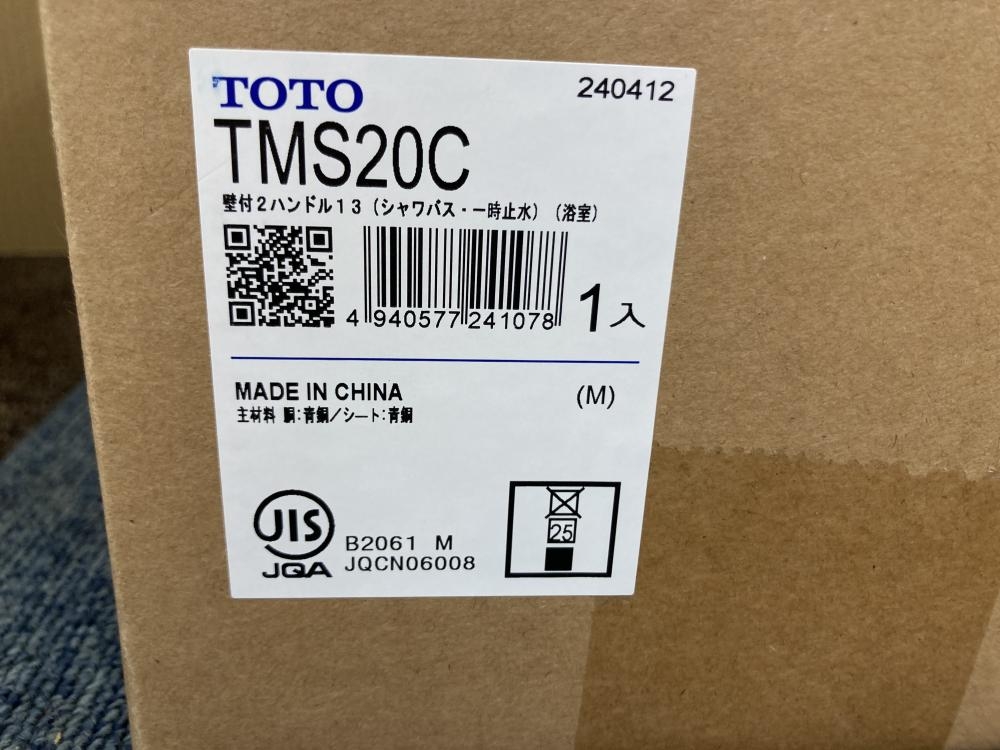 TOTO
240412
TMS20C
壁付2ハンドル13(シャワバス・一時止水)(浴室)
4 940577 241078
1入
MADE IN CHINA
(M)
主材料 胴:青銅/シート:青銅
JIS
JQA
B2061 M
JQCN06008
25